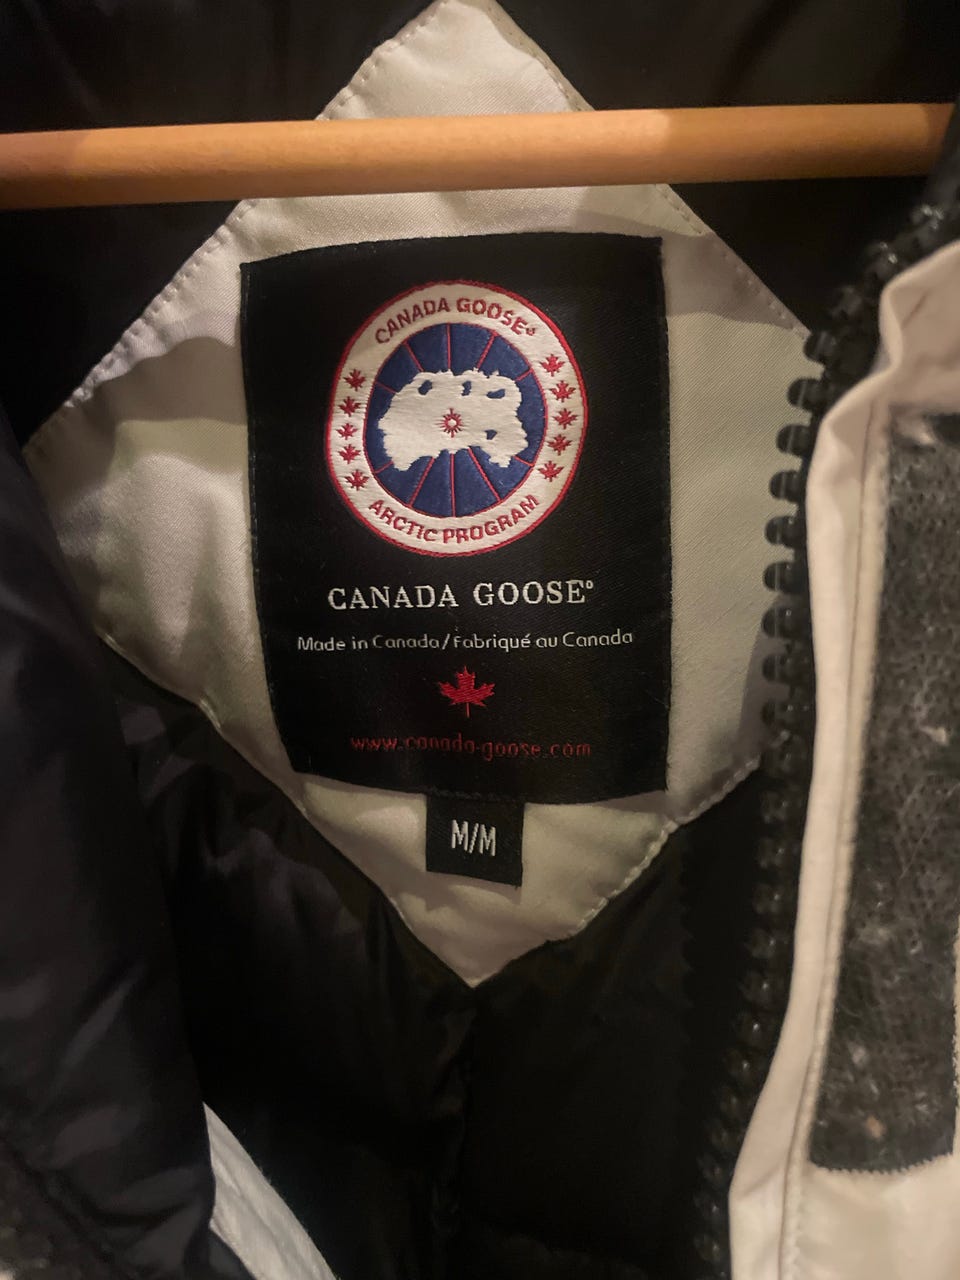 CANADA GOOSE®
ARCTIC PROGRAM
CANADA GOOSE®
Made in Canada/Fabriqué au Canada
www.canada-goose.com
M/M